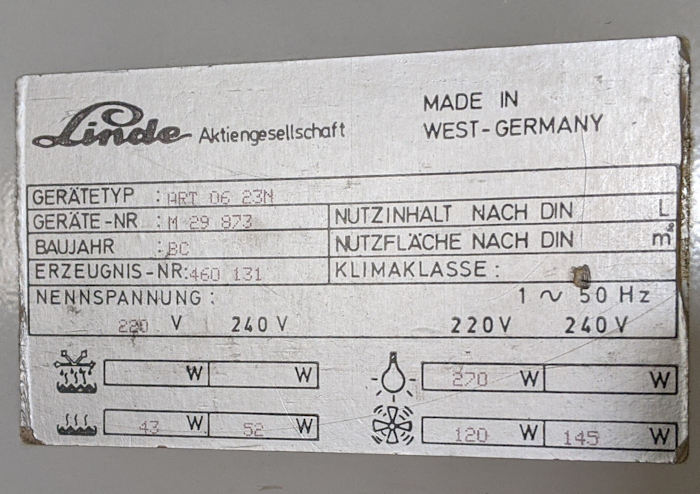 Linde Aktiengesellschaft
MADE IN
WEST-GERMANY
GERÄTETYP : ART 06 23N
GERÄTE-NR : M 29 873
NUTZINHALT NACH DIN L
BAUJAHR : BC
NUTZFLÄCHE NACH DIN m²
ERZEUGNIS-NR: 460 131
KLIMAKLASSE :
NENNSPANNUNG : 1 ~ 50 Hz
220 V 240 V 220V 240V
W W 270 W W
43 W 52 W 120 W 145 W